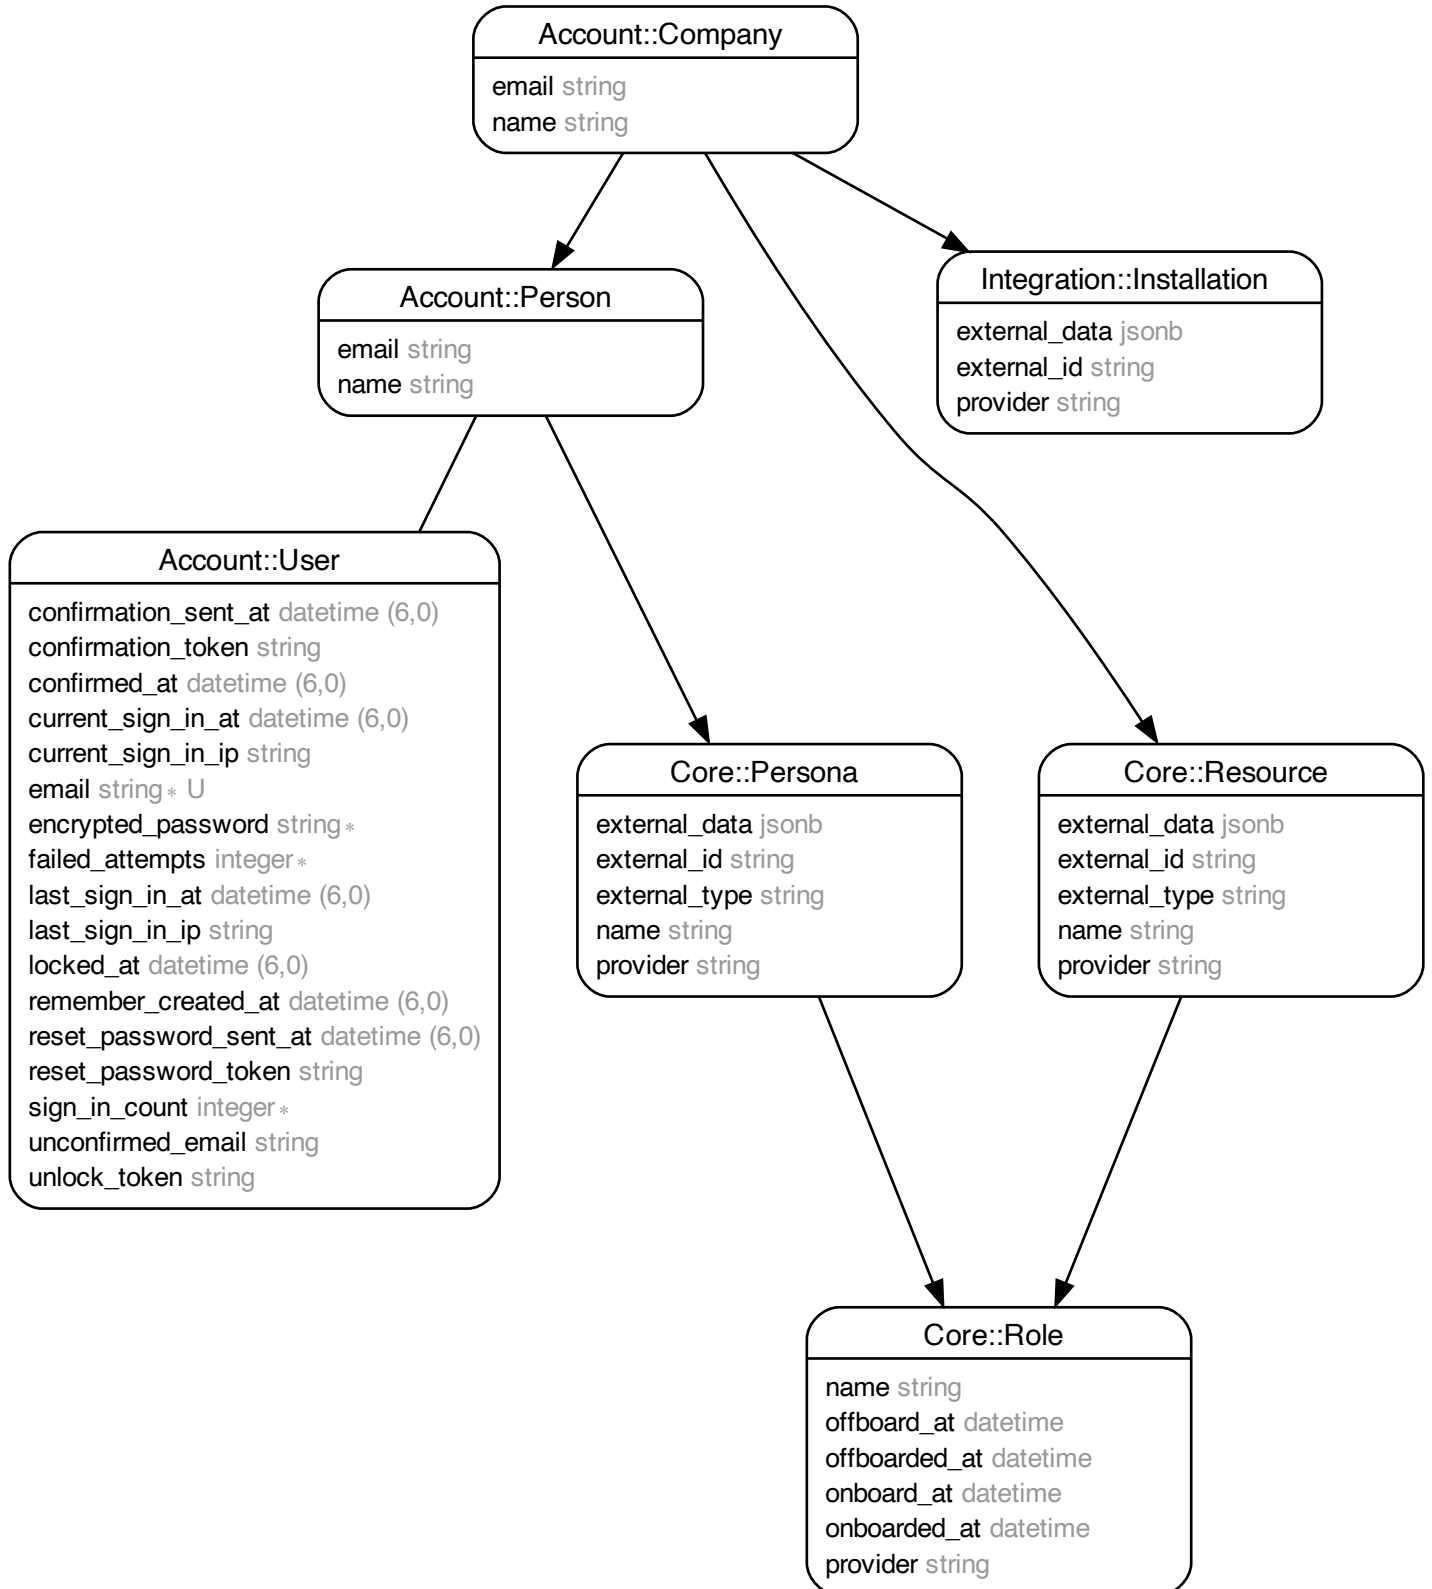 Account::Company
email string
name string
Account::Person
email string
name string
Integration::Installation
external_data jsonb
external_id string
provider string
Account::User
confirmation_sent_at datetime (6,0)
confirmation_token string
confirmed_at datetime (6,0)
current_sign_in_at datetime (6,0)
current_sign_in_ip string
email string∗ U
encrypted_password string∗
failed_attempts integer∗
last_sign_in_at datetime (6,0)
last_sign_in_ip string
locked_at datetime (6,0)
remember_created_at datetime (6,0)
reset_password_sent_at datetime (6,0)
reset_password_token string
sign_in_count integer∗
unconfirmed_email string
unlock_token string
Core::Persona
external_data jsonb
external_id string
external_type string
name string
provider string
Core::Resource
external_data jsonb
external_id string
external_type string
name string
provider string
Core::Role
name string
offboard_at datetime
offboarded_at datetime
onboard_at datetime
onboarded_at datetime
provider string